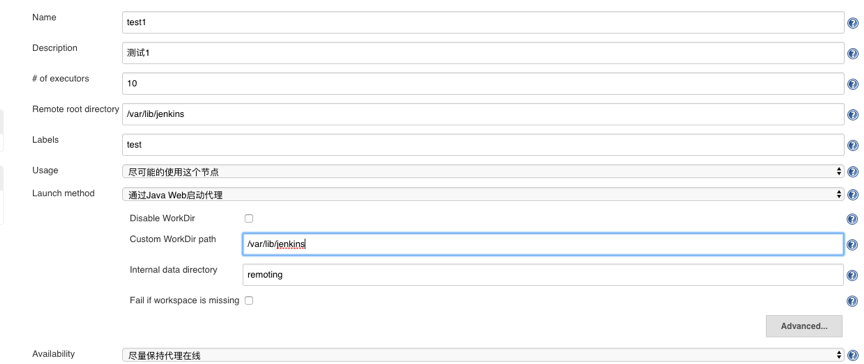 Name test1
Description 测试1
# of executors 10
Remote root directory /var/lib/jenkins
Labels test
Usage 尽可能的使用这个节点
Launch method 通过Java Web启动代理
Disable WorkDir
Custom WorkDir path /var/lib/jenkins
Internal data directory remoting
Fail if workspace is missing
Advanced...
Availability 尽量保持代理在线